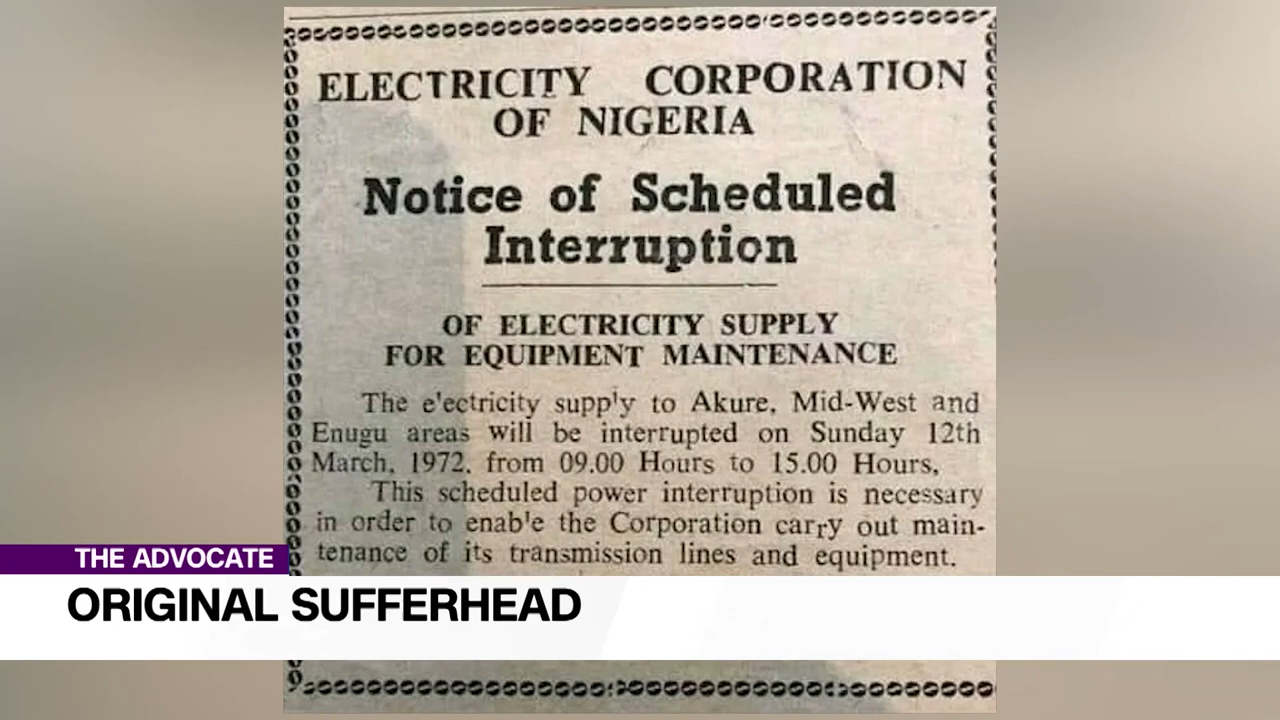 ELECTRICITY CORPORATION
OF NIGERIA
Notice of Scheduled
Interruption
OF ELECTRICITY SUPPLY
FOR EQUIPMENT MAINTENANCE
The e'ectricity supp'y to Akure, Mid-West and
Enugu areas will be interrupted on Sunday 12th
March, 1972, from 09.00 Hours to 15.00 Hours,
This scheduled power interruption is necessary
in order to enab'e the Corporation carry out main-
tenance of its transmission lines and equipment.
THE ADVOCATE
ORIGINAL SUFFERHEAD